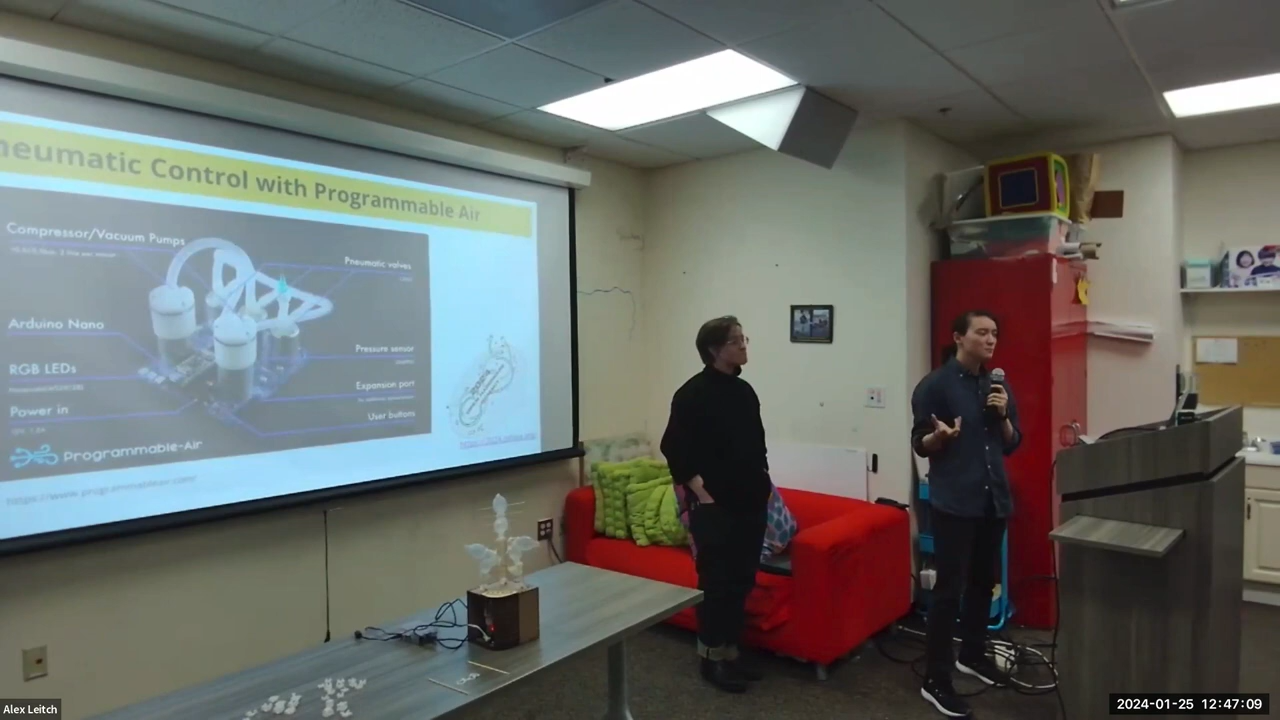 neumatic Control with Programmable Air
Compressor/Vacuum Pumps
Pneumatic valves
Arduino Nano
RGB LEDs
Power in
Pressure sensor
Expansion port
User buttons
Programmable-Air
https://www.programmableair.com/
Alex Leitch
2024-01-25 12:47:09